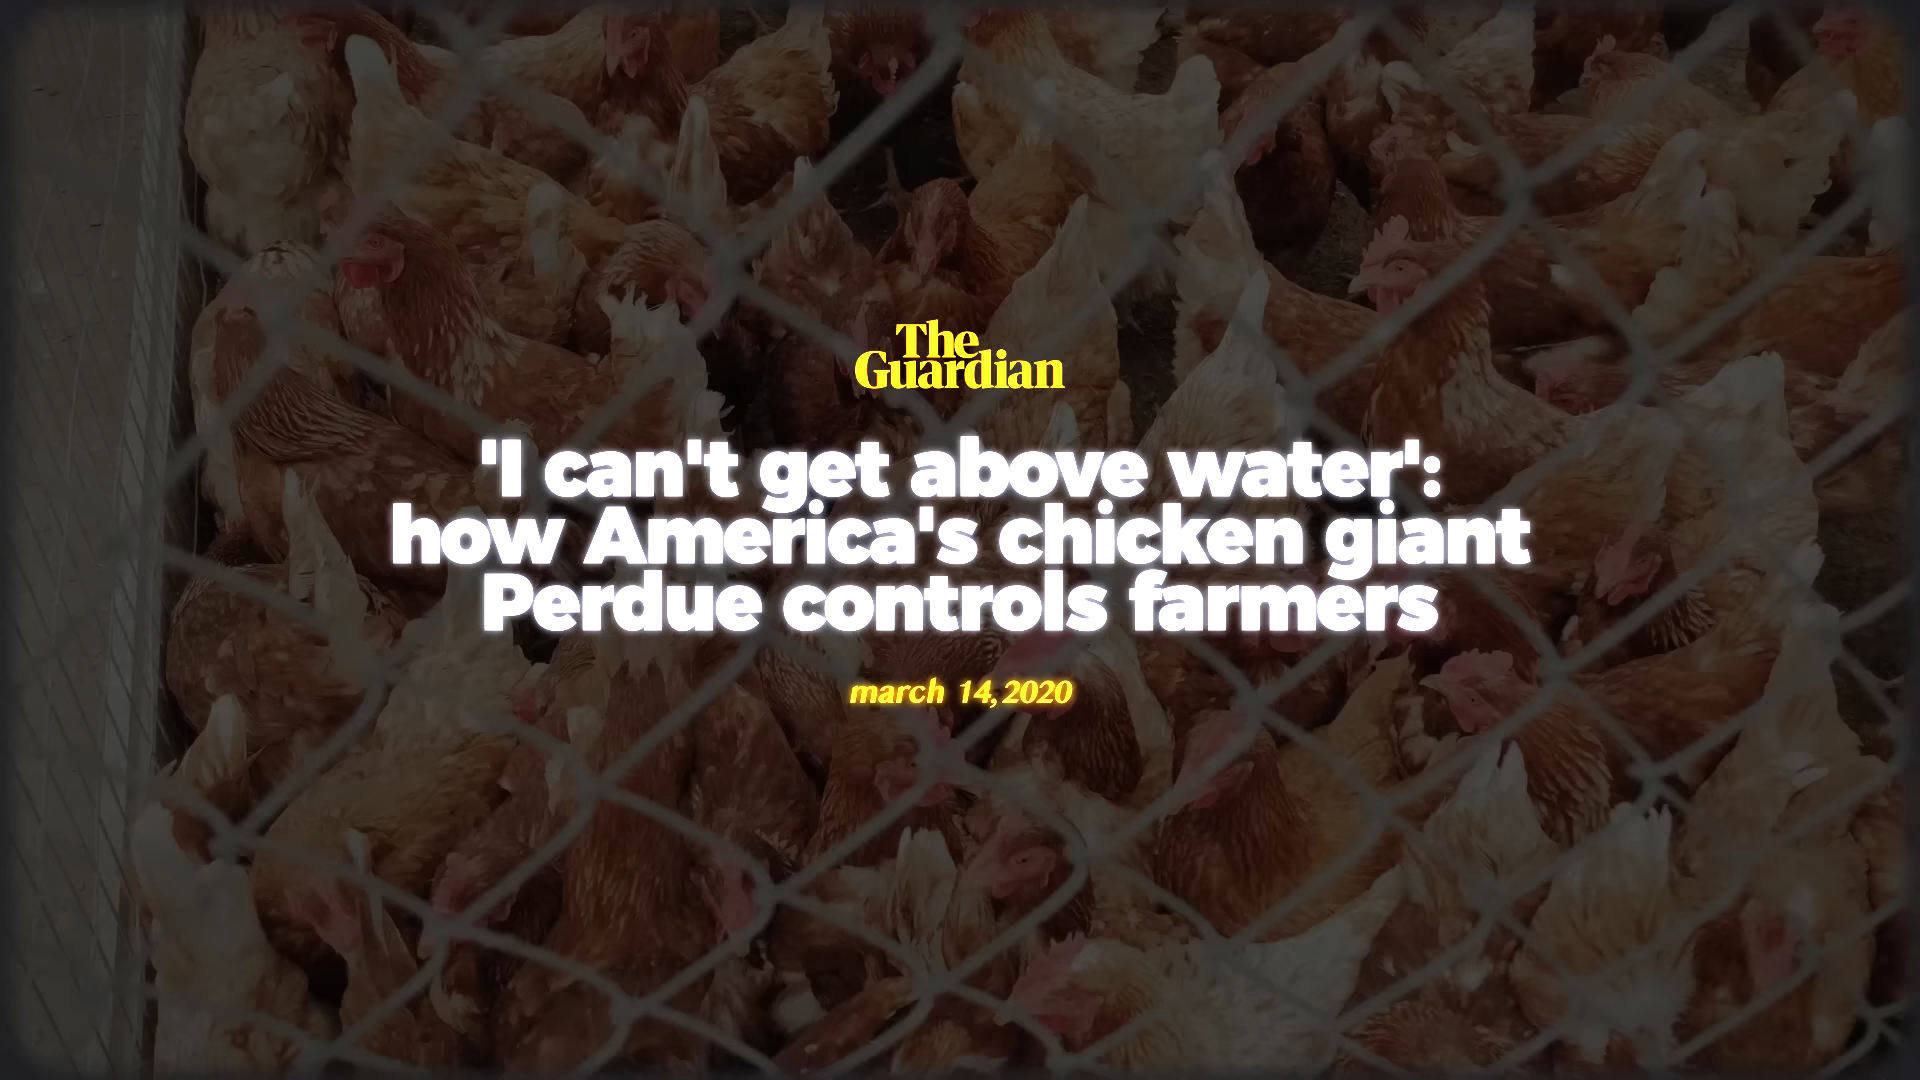 The
Guardian
'I can't get above water':
how America's chicken giant
Perdue controls farmers
march 14, 2020